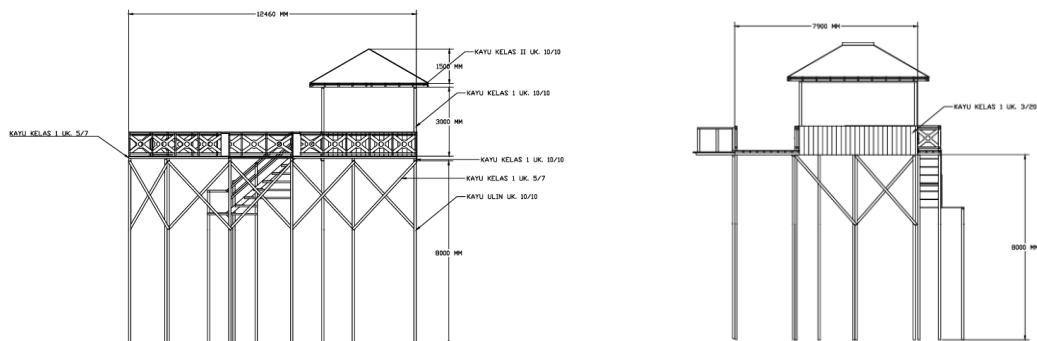 12460 MM
KAYU KELAS II UK. 10/10
1500 MM
KAYU KELAS 1 UK. 10/10
3000 MM
KAYU KELAS 1 UK. 5/7
KAYU KELAS 1 UK. 10/10
KAYU KELAS 1 UK. 5/7
KAYU ULIN UK. 10/10
8000 MM
7900 MM
KAYU KELAS 1 UK. 3/20
8000 MM